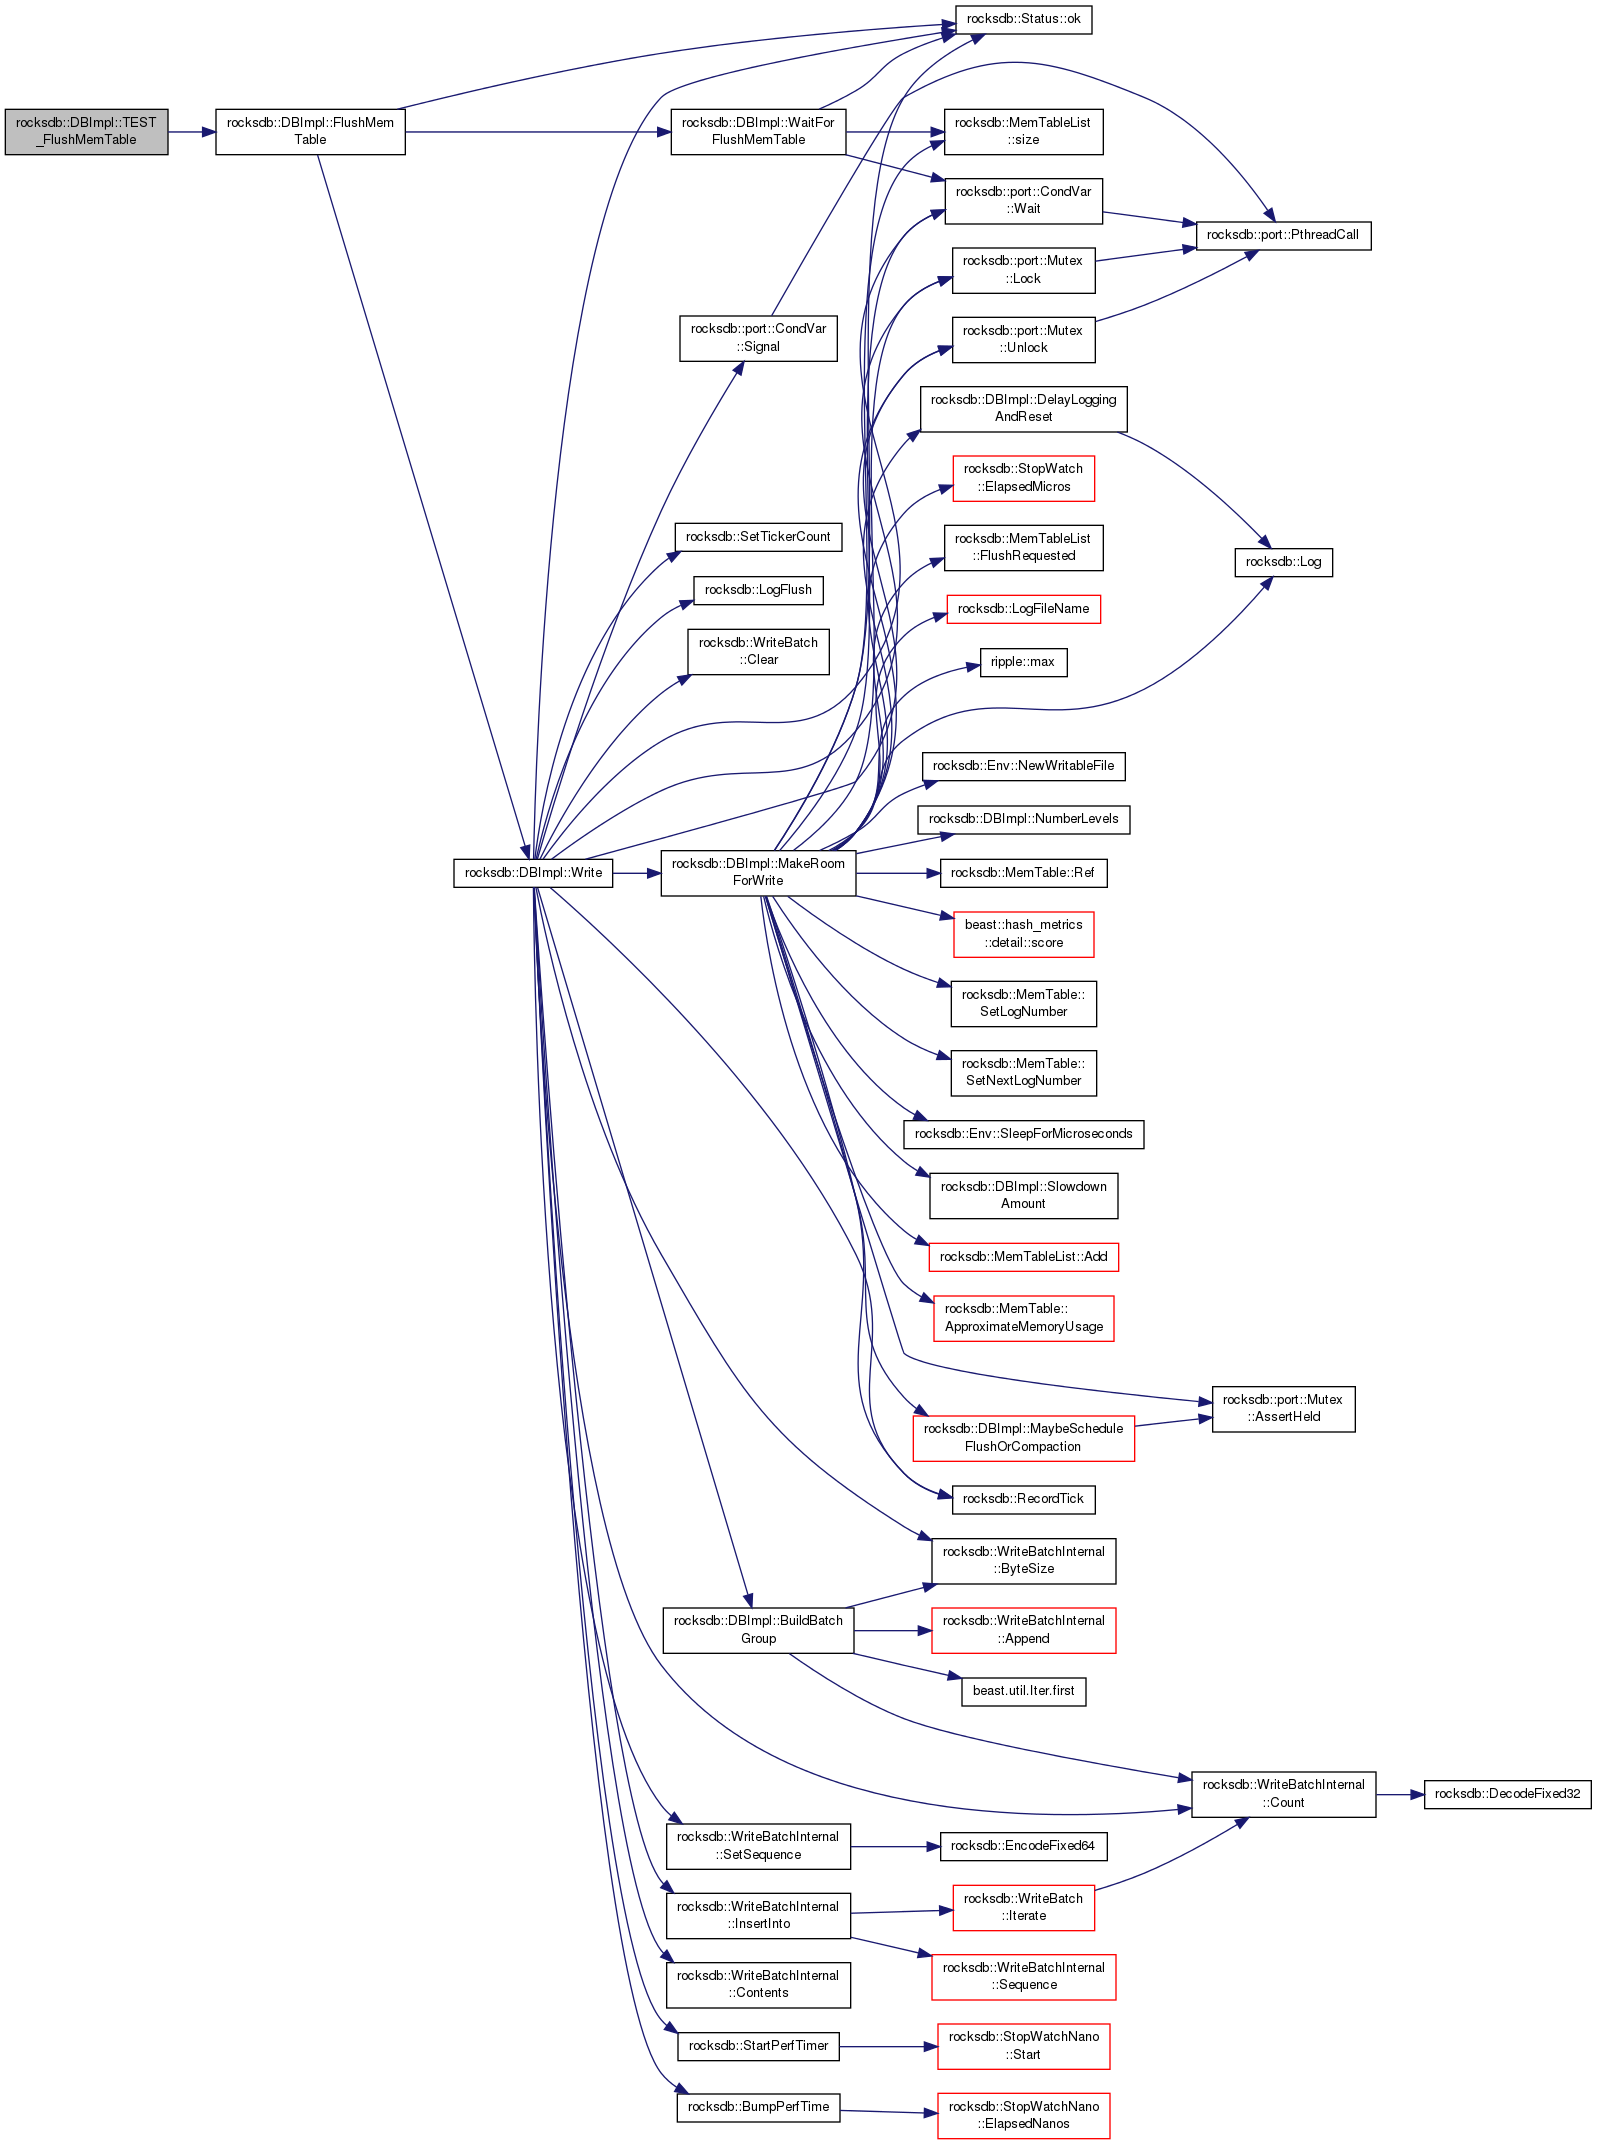 rocksdb::Status::ok
rocksdb::DBImpl::TEST
_FlushMemTable
rocksdb::DBImpl::FlushMem
Table
rocksdb::DBImpl::WaitFor
FlushMemTable
rocksdb::MemTableList
::size
rocksdb::port::CondVar
::Wait
rocksdb::port::PthreadCall
rocksdb::port::Mutex
::Lock
rocksdb::port::CondVar
::Signal
rocksdb::port::Mutex
::Unlock
rocksdb::DBImpl::DelayLogging
AndReset
rocksdb::StopWatch
::ElapsedMicros
rocksdb::SetTickerCount
rocksdb::MemTableList
::FlushRequested
rocksdb::Log
rocksdb::LogFlush
rocksdb::LogFileName
rocksdb::WriteBatch
::Clear
ripple::max
rocksdb::Env::NewWritableFile
rocksdb::DBImpl::NumberLevels
rocksdb::DBImpl::Write
rocksdb::DBImpl::MakeRoom
ForWrite
rocksdb::MemTable::Ref
beast::hash_metrics
::detail::score
rocksdb::MemTable::
SetLogNumber
rocksdb::MemTable::
SetNextLogNumber
rocksdb::Env::SleepForMicroseconds
rocksdb::DBImpl::Slowdown
Amount
rocksdb::MemTableList::Add
rocksdb::MemTable::
ApproximateMemoryUsage
rocksdb::port::Mutex
::AssertHeld
rocksdb::DBImpl::MaybeSchedule
FlushOrCompaction
rocksdb::RecordTick
rocksdb::WriteBatchInternal
::ByteSize
rocksdb::DBImpl::BuildBatch
Group
rocksdb::WriteBatchInternal
::Append
beast.util.Iter.first
rocksdb::WriteBatchInternal
::Count
rocksdb::DecodeFixed32
rocksdb::WriteBatchInternal
::SetSequence
rocksdb::EncodeFixed64
rocksdb::WriteBatchInternal
::InsertInto
rocksdb::WriteBatch
::Iterate
rocksdb::WriteBatchInternal
::Sequence
rocksdb::WriteBatchInternal
::Contents
rocksdb::StartPerfTimer
rocksdb::StopWatchNano
::Start
rocksdb::BumpPerfTime
rocksdb::StopWatchNano
::ElapsedNanos